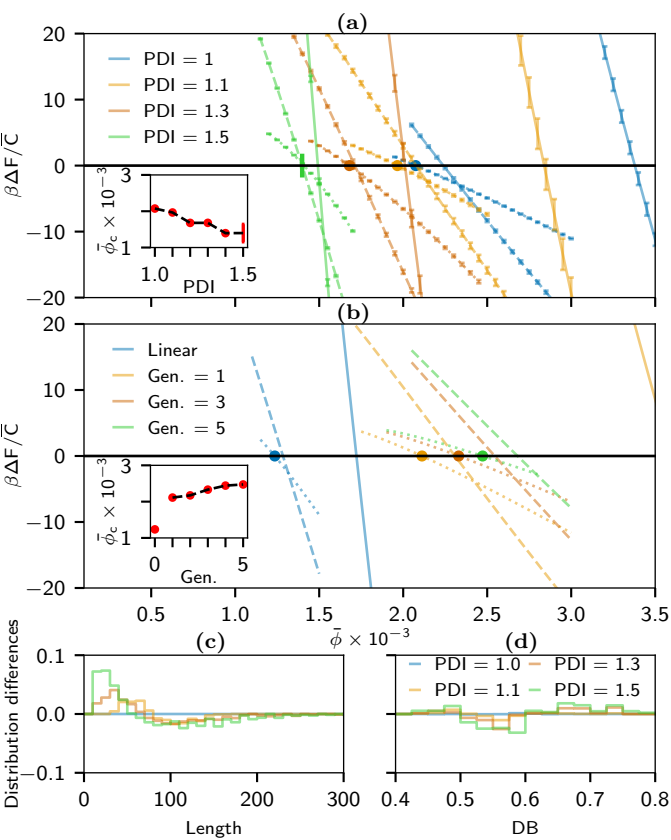 (a)
20
10
0
−10
−20
βΔF/C̅
PDI = 1
PDI = 1.1
PDI = 1.3
PDI = 1.5
3
1
ϕ̄c × 10−3
1.0
1.5
PDI
(b)
20
10
0
−10
−20
βΔF/C̅
Linear
Gen. = 1
Gen. = 3
Gen. = 5
3
1
ϕ̄c × 10−3
0
5
Gen.
0.5 1.0 1.5 2.0 2.5 3.0 3.5
ϕ̄ × 10−3
(c)
Distribution differences
0.1
0.0
−0.1
0 100 200 300
Length
(d)
PDI = 1.0 PDI = 1.3
PDI = 1.1 PDI = 1.5
0.4 0.5 0.6 0.7 0.8
DB